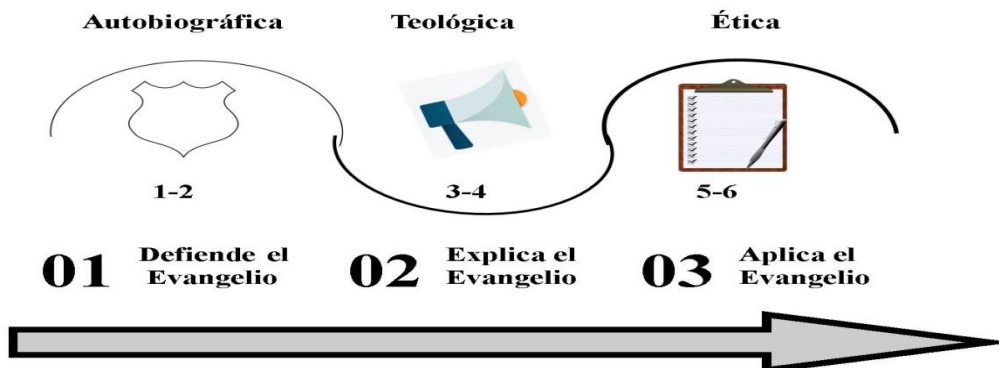 Autobiográfica
Teológica
Ética
1-2
3-4
5-6
01 Defiende el
Evangelio
02 Explica el
Evangelio
03 Aplica el
Evangelio